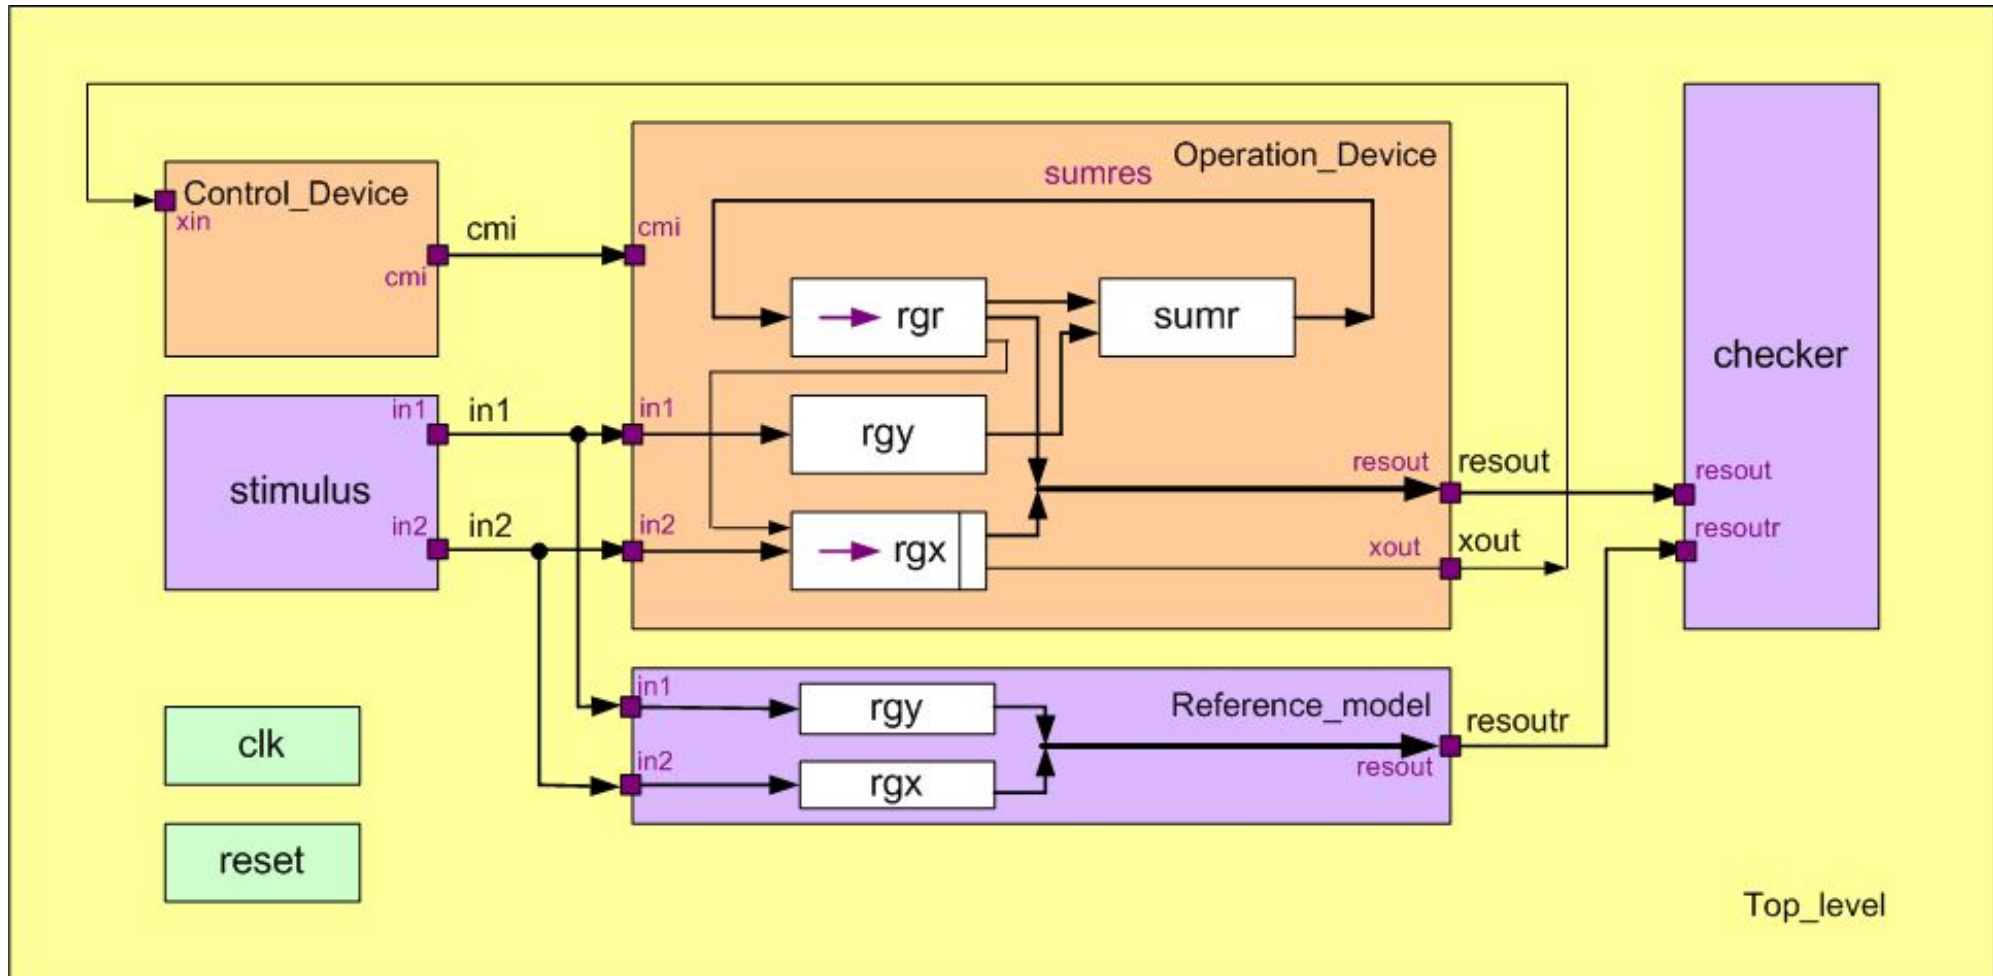 Control_Device
xin
cmi
cmi
cmi
Operation_Device
sumres
rgr
sumr
rgy
rgx
in1
in2
resout
xout
resout
xout
stimulus
in1
in1
in2
in2
checker
resout
resoutr
Reference_model
in1
in2
rgy
rgx
resout
resoutr
clk
reset
Top_level